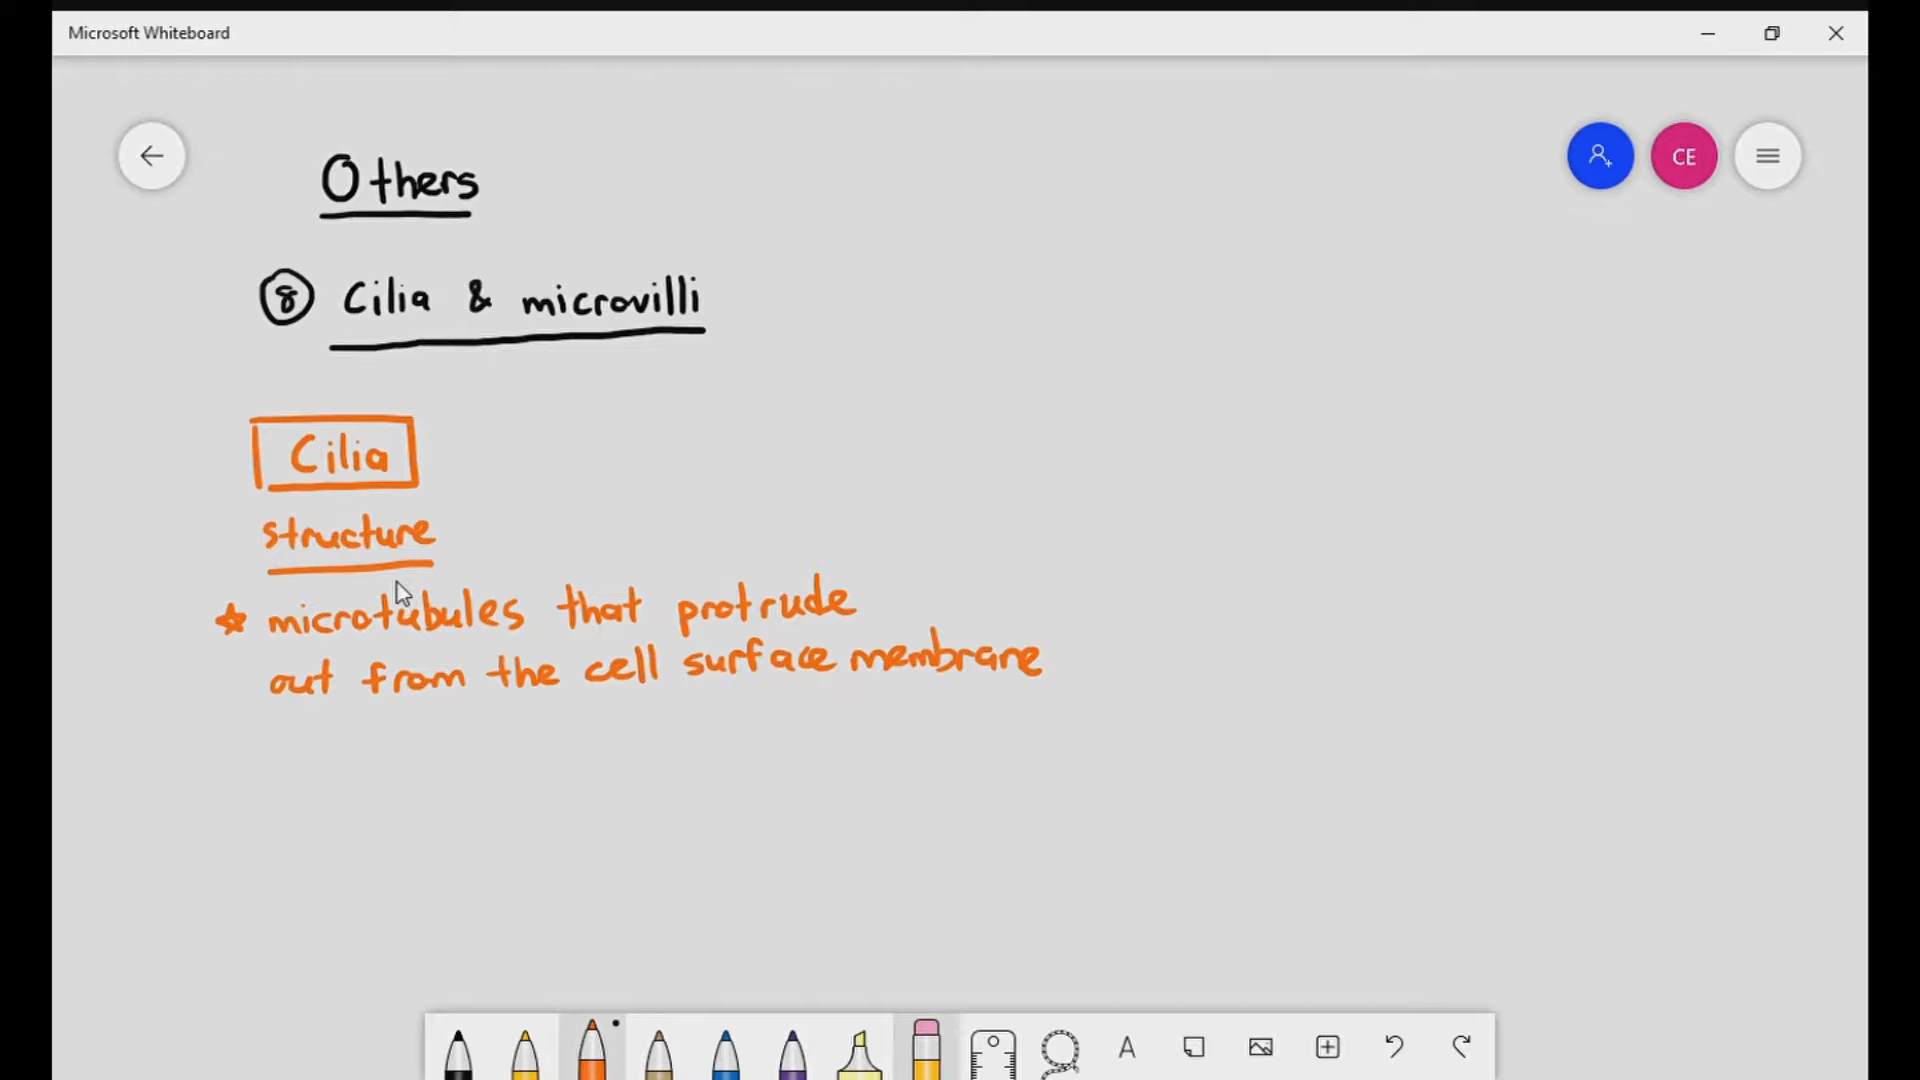 Microsoft Whiteboard
CE
Others
8 Cilia & microvilli
Cilia
structure
☆ microtubules that protrude
out from the cell surface membrane
A